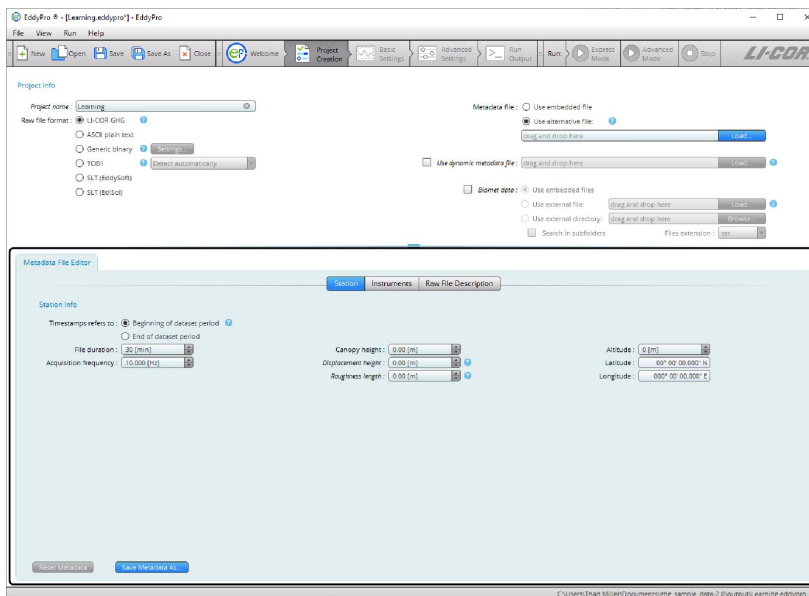 EddyPro ® - [Learning.eddypro*] - EddyPro
File View Run Help
New Open Save Save As Close Welcome Project Creation Basic Settings Advanced Settings Run Output Run: Express Mode Advanced Mode Stop LI-COR
Project Info
Project name : Learning
Raw file format : LI-COR GHG
ASCII plain text
Generic binary Settings...
TOB1 Detect automatically
SLT (EddySoft)
SLT (EdiSol)
Metadata file : Use embedded file
Use alternative file:
drag and drop here Load...
Use dynamic metadata file : drag and drop here Load...
Biomet data : Use embedded files
Use external file: drag and drop here Load...
Use external directory: drag and drop here Browse...
Search in subfolders Files extension : txt
Metadata File Editor
Station Instruments Raw File Description
Station Info
Timestamps refers to : Beginning of dataset period
End of dataset period
File duration : 30 [min] Canopy height : 0.00 [m] Altitude : 0 [m]
Acquisition frequency : 10.000 [Hz] Displacement height : 0.00 [m] Latitude : 00° 00' 00.000" N
Roughness length : 0.00 [m] Longitude : 000° 00' 00.000" E
Reset Metadata Save Metadata As...